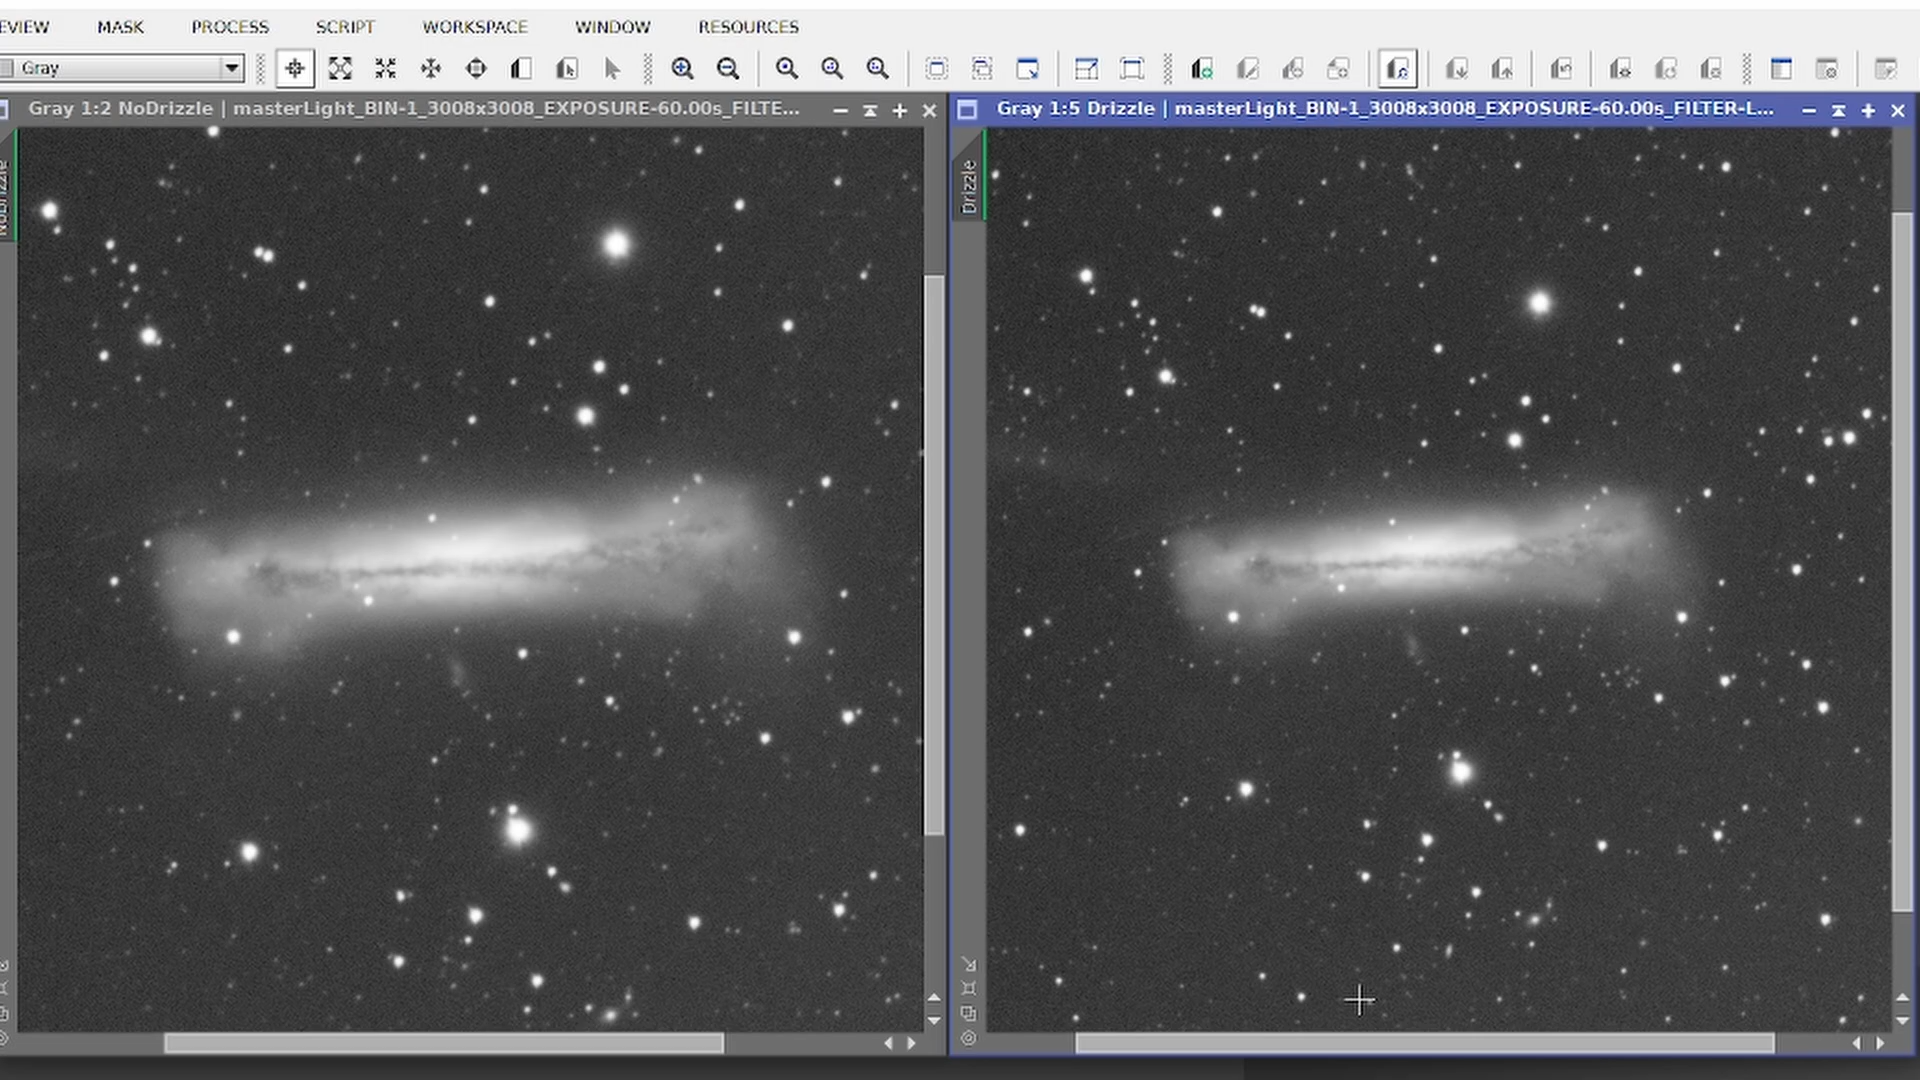 EVIEW MASK PROCESS SCRIPT WORKSPACE WINDOW RESOURCES
Gray
Gray 1:2 NoDrizzle | masterLight_BIN-1_3008x3008_EXPOSURE-60.00s_FILTE...
Gray 1:5 Drizzle | masterLight_BIN-1_3008x3008_EXPOSURE-60.00s_FILTER-L...
NoDrizzle
Drizzle